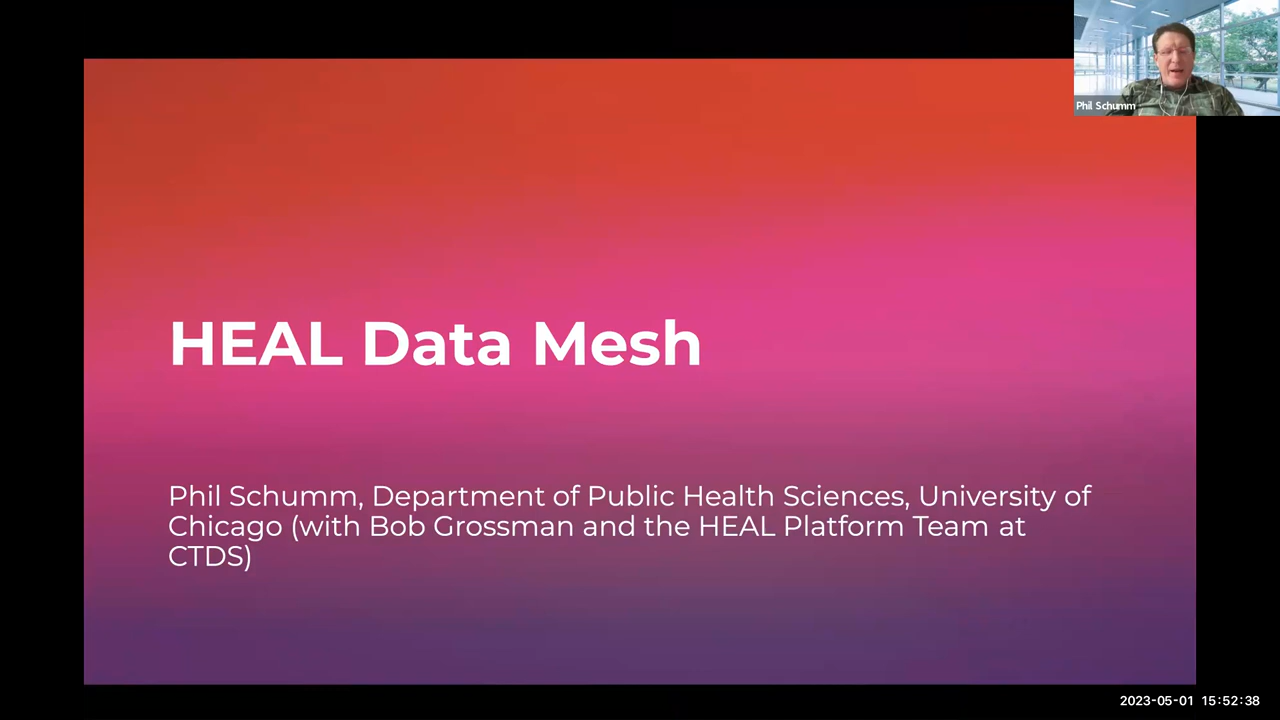 Phil Schumm
HEAL Data Mesh
Phil Schumm, Department of Public Health Sciences, University of
Chicago (with Bob Grossman and the HEAL Platform Team at
CTDS)
2023-05-01 15:52:38